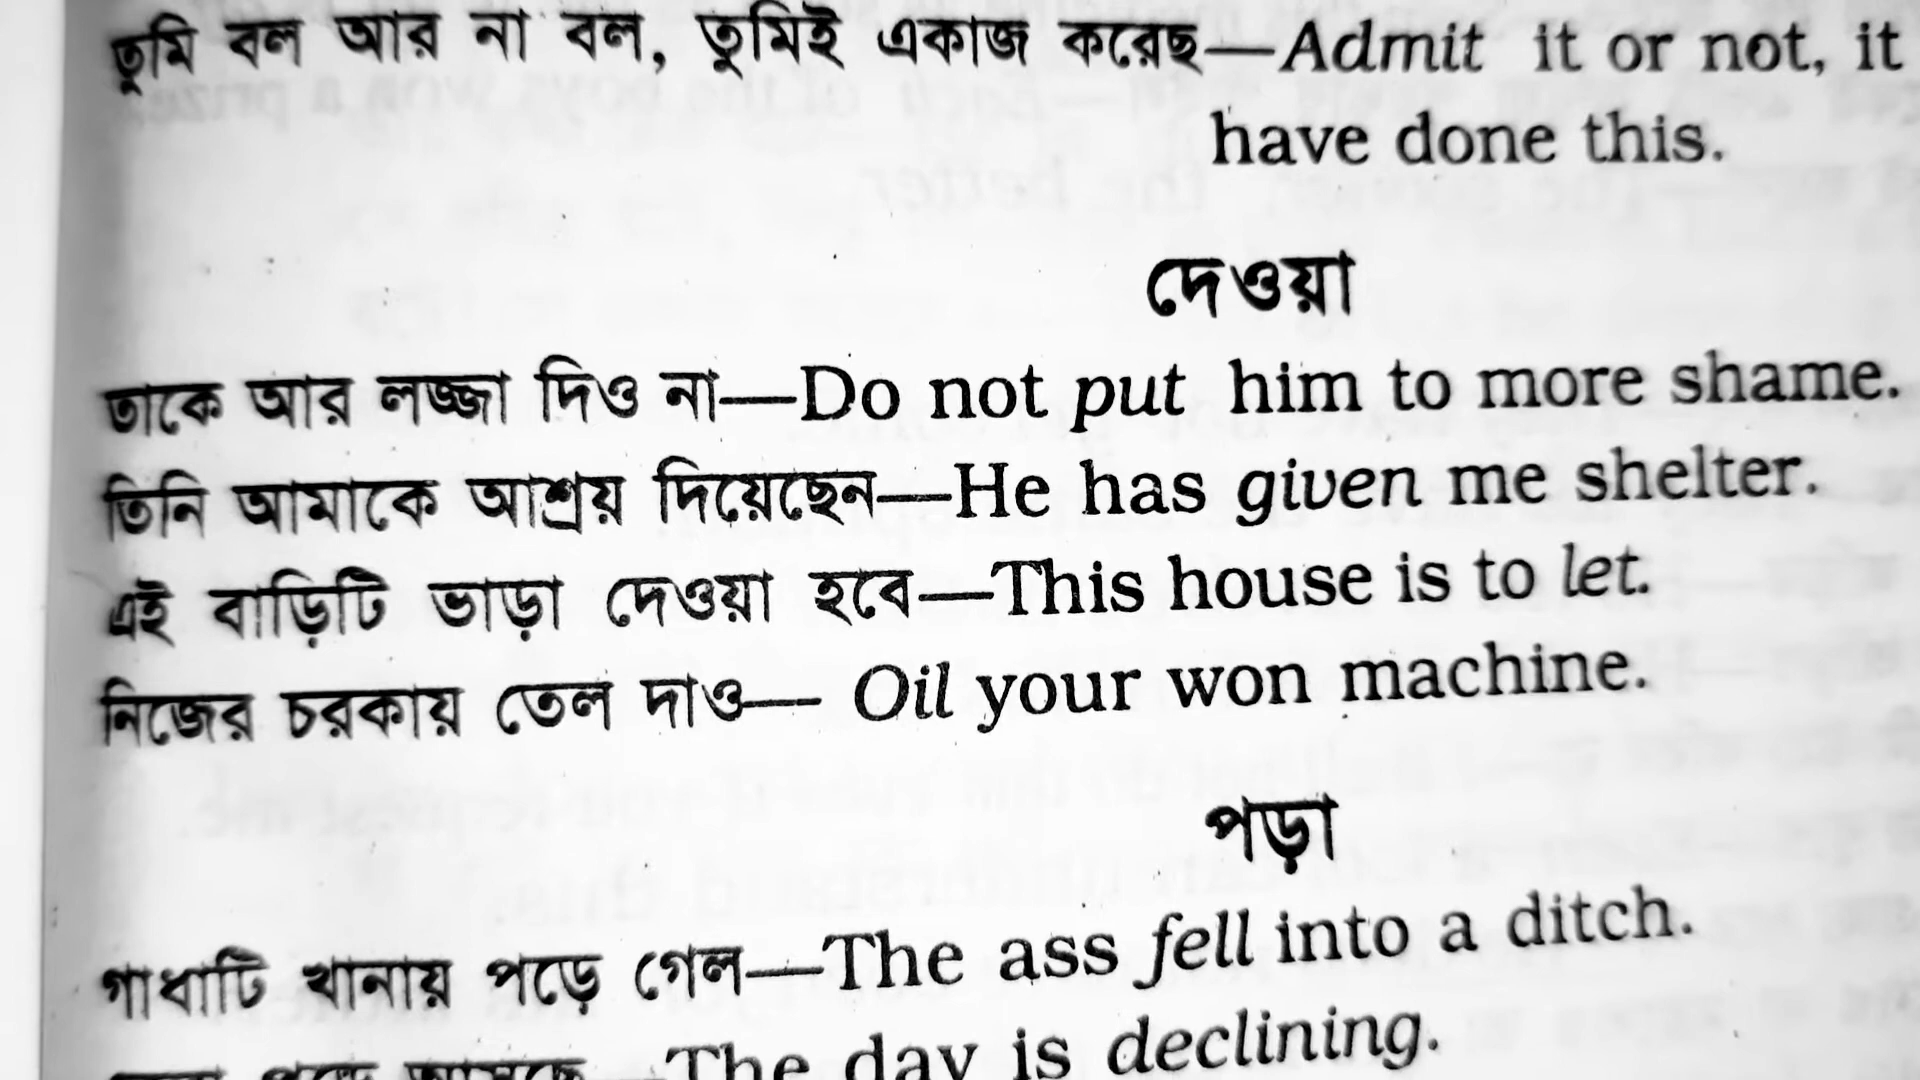 তুমি বল আর না বল, তুমিই একাজ করেছ—Admit it or not, it
have done this.
দেওয়া
তাকে আর লজ্জা দিও না—Do not put him to more shame.
তিনি আমাকে আশ্রয় দিয়েছেন—He has given me shelter.
এই বাড়িটি ভাড়া দেওয়া হবে—This house is to let.
নিজের চরকায় তেল দাও— Oil your won machine.
পড়া
গাধাটি খানায় পড়ে গেল—The ass fell into a ditch.
The day is declining.